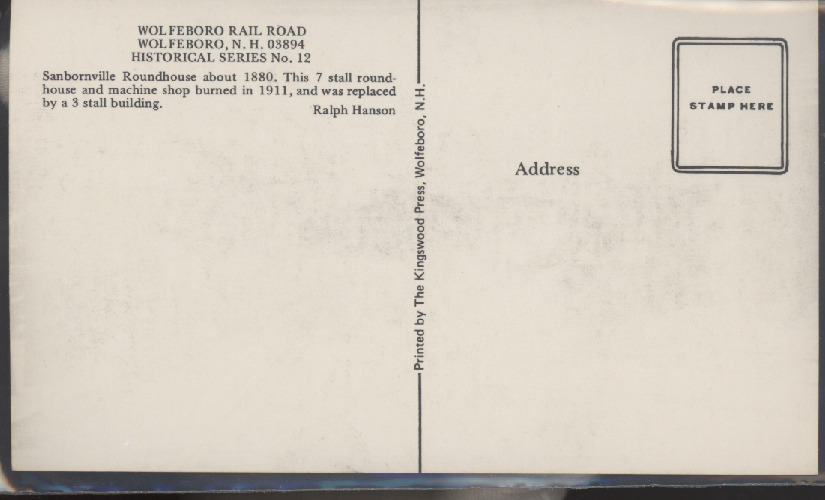 WOLFEBORO RAIL ROAD
WOLFEBORO, N. H. 03894
HISTORICAL SERIES No. 12
Sanbornville Roundhouse about 1880. This 7 stall round-
house and machine shop burned in 1911, and was replaced
by a 3 stall building.
Ralph Hanson
Printed by The Kingswood Press, Wolfeboro, N.H.
PLACE
STAMP HERE
Address